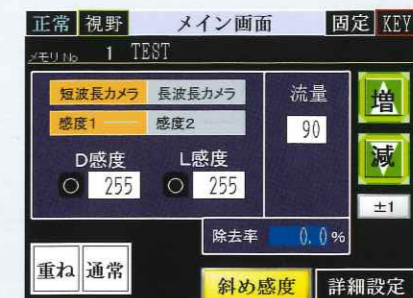 正常 視野 メイン画面 固定 KEY
メモリNo 1 TEST
短波長カメラ 長波長カメラ 流量 増
感度1 感度2 90
D感度 L感度 減
255 255 ±1
除去率 0.0%
重ね 通常 斜め感度 詳細設定